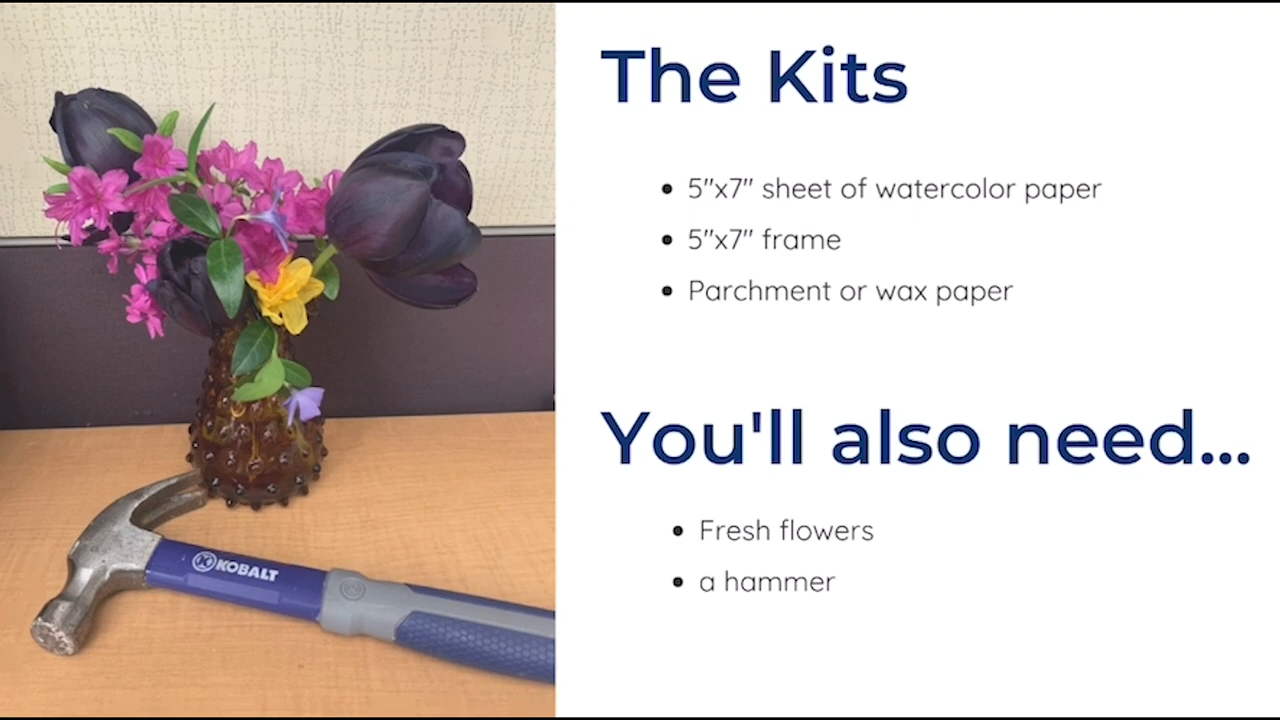 The Kits
• 5"x7" sheet of watercolor paper
• 5"x7" frame
• Parchment or wax paper
You'll also need...
• Fresh flowers
• a hammer
KOBALT